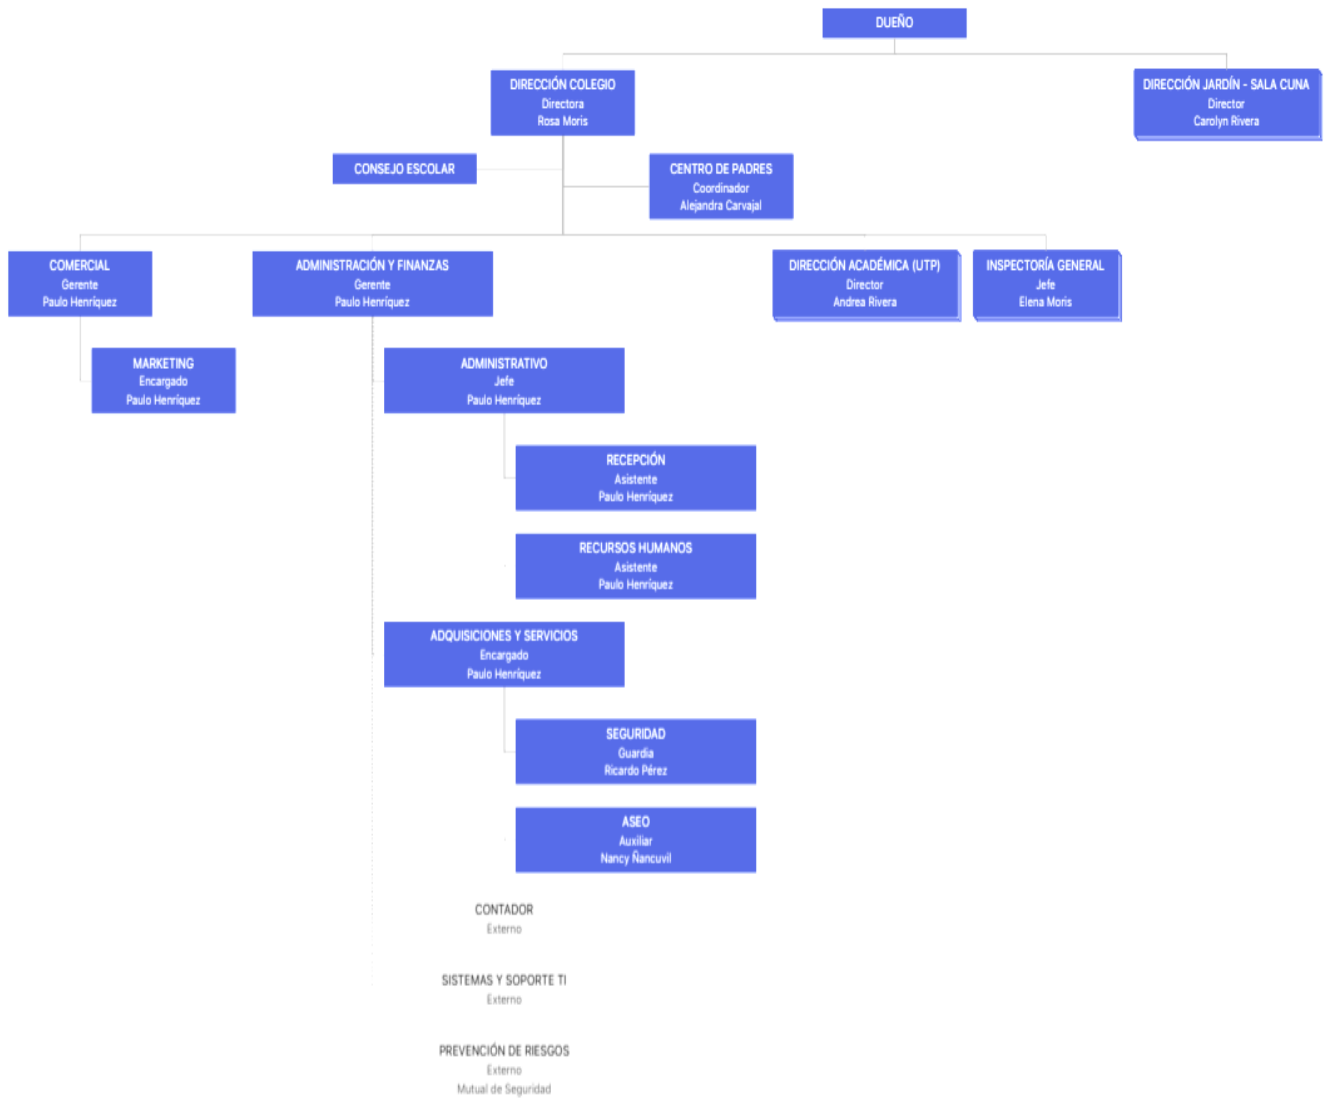 DUEÑO
DIRECCIÓN COLEGIO
Directora
Rosa Moris
DIRECCIÓN JARDÍN - SALA CUNA
Director
Carolyn Rivera
CONSEJO ESCOLAR
CENTRO DE PADRES
Coordinador
Alejandra Carvajal
COMERCIAL
Gerente
Paulo Henríquez
ADMINISTRACIÓN Y FINANZAS
Gerente
Paulo Henríquez
DIRECCIÓN ACADÉMICA (UTP)
Director
Andrea Rivera
INSPECTORÍA GENERAL
Jefe
Elena Moris
MARKETING
Encargado
Paulo Henríquez
ADMINISTRATIVO
Jefe
Paulo Henríquez
RECEPCIÓN
Asistente
Paulo Henríquez
RECURSOS HUMANOS
Asistente
Paulo Henríquez
ADQUISICIONES Y SERVICIOS
Encargado
Paulo Henríquez
SEGURIDAD
Guardia
Ricardo Pérez
ASEO
Auxiliar
Nancy Ñancuvil
CONTADOR
Externo
SISTEMAS Y SOPORTE TI
Externo
PREVENCIÓN DE RIESGOS
Externo
Mutual de Seguridad